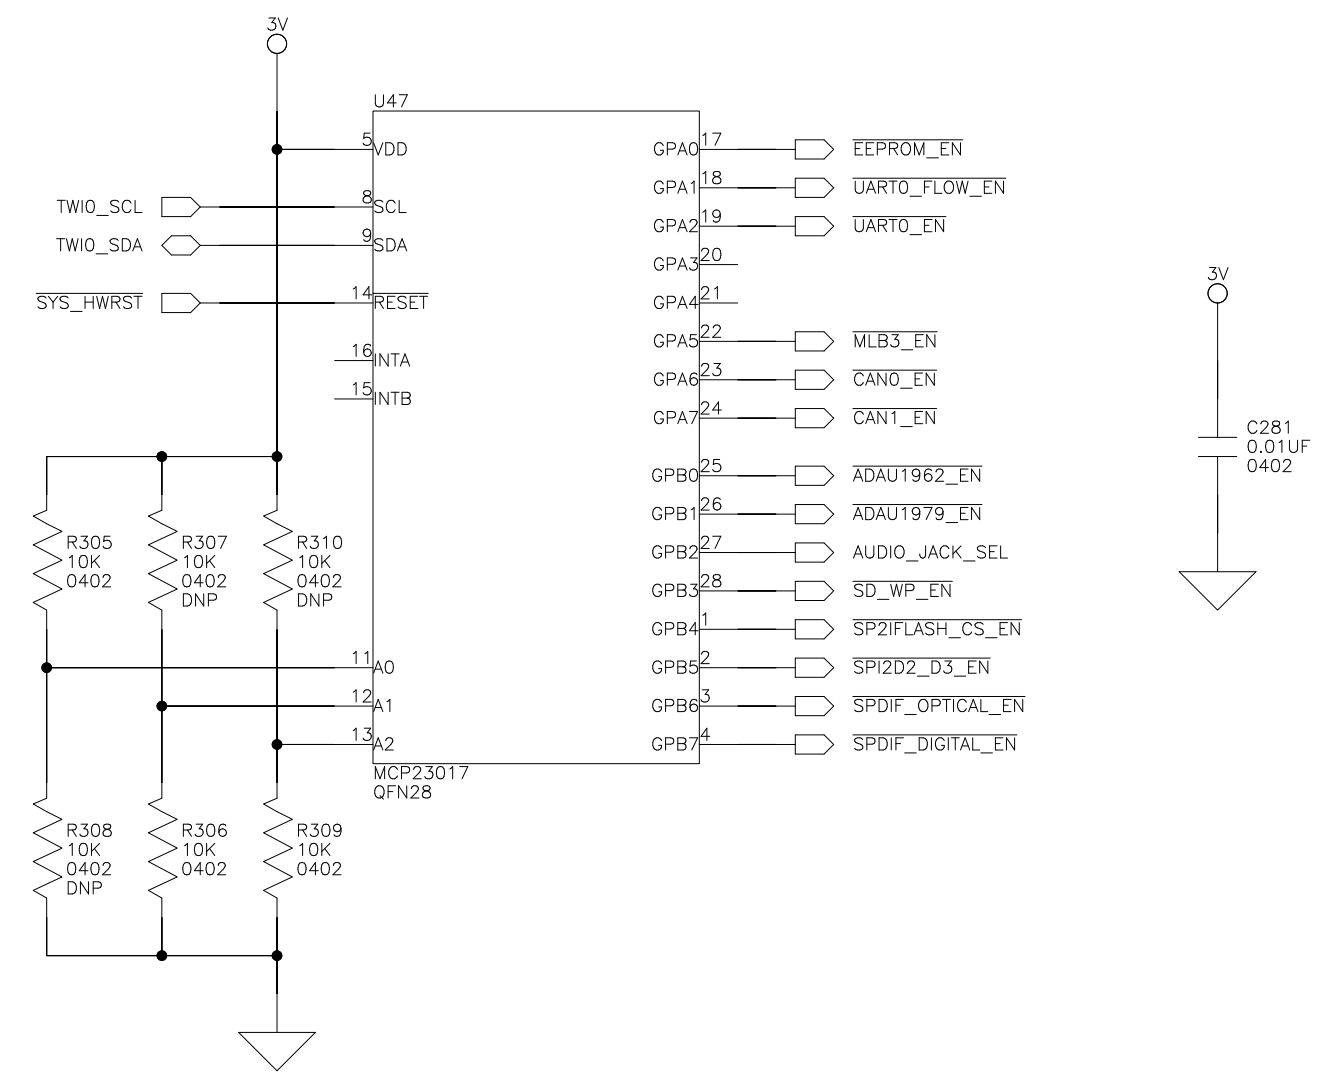 3V
U47
5
VDD
TWI0_SCL
8
SCL
TWI0_SDA
9
SDA
SYS_HWRST
14
RESET
16
INTA
15
INTB
GPA0
17
EEPROM_EN
GPA1
18
UART0_FLOW_EN
GPA2
19
UART0_EN
GPA3
20
GPA4
21
GPA5
22
MLB3_EN
GPA6
23
CAN0_EN
GPA7
24
CAN1_EN
GPB0
25
ADAU1962_EN
GPB1
26
ADAU1979_EN
GPB2
27
AUDIO_JACK_SEL
GPB3
28
SD_WP_EN
GPB4
1
SP2IFLASH_CS_EN
GPB5
2
SPI2D2_D3_EN
GPB6
3
SPDIF_OPTICAL_EN
GPB7
4
SPDIF_DIGITAL_EN
R305
10K
0402
R307
10K
0402
DNP
R310
10K
0402
DNP
11
A0
12
A1
13
A2
MCP23017
QFN28
R308
10K
0402
DNP
R306
10K
0402
R309
10K
0402
3V
C281
0.01UF
0402